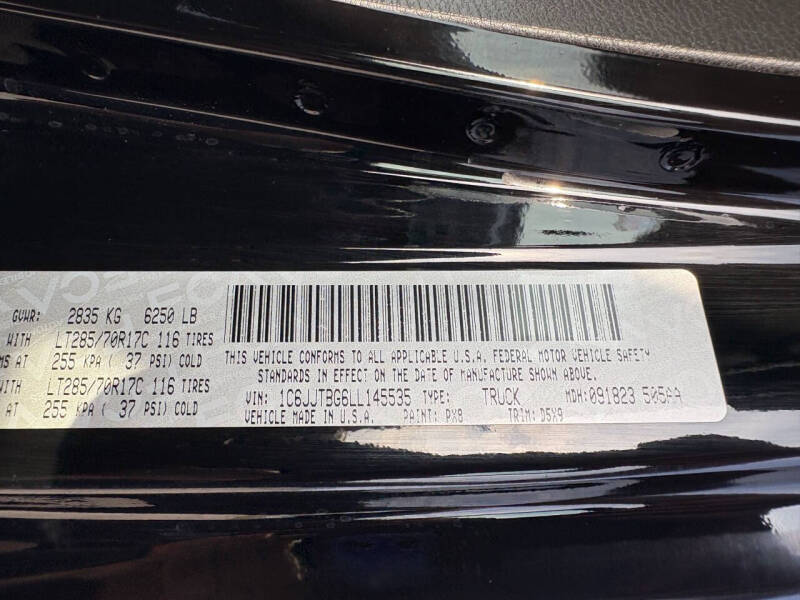 GVWR: 2835 KG 6250 LB
WITH LT285/70R17C 116 TIRES
MS AT 255 KPA ( 37 PSI) COLD
WITH LT285/70R17C 116 TIRES
AT 255 KPA ( 37 PSI) COLD
THIS VEHICLE CONFORMS TO ALL APPLICABLE U.S.A. FEDERAL MOTOR VEHICLE SAFETY
STANDARDS IN EFFECT ON THE DATE OF MANUFACTURE SHOWN ABOVE.
VIN: 1C6JJTBG6LL145535 TYPE: TRUCK MDH: 091823 505AA
VEHICLE MADE IN U.S.A. PAINT: PX8 TRIM: D5X9